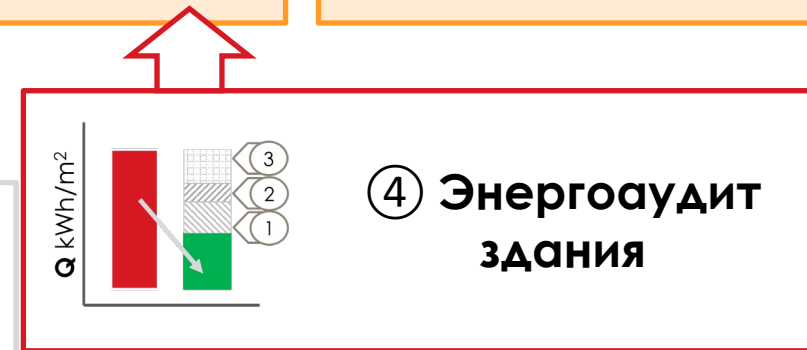 Q kWh/m²
3
2
1
④ Энергоаудит
здания